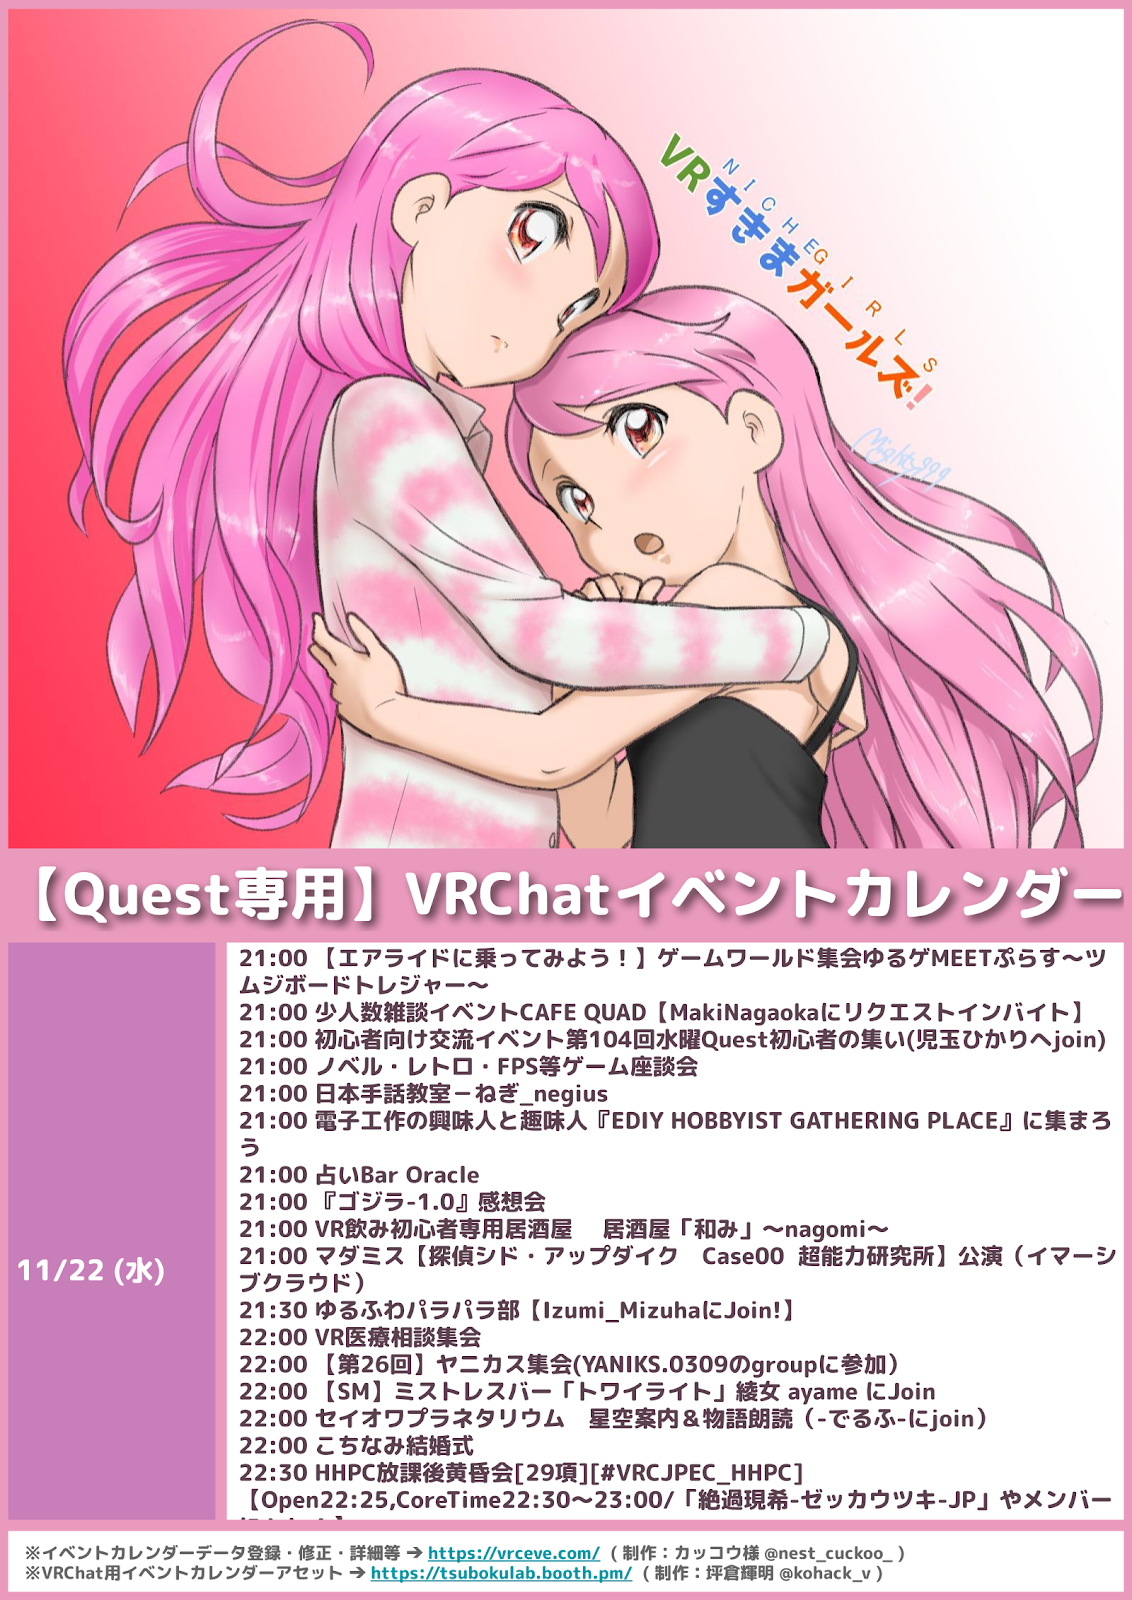 NICHE GIRLS
VRすきまガールズ!
Mighty999
【Quest専用】VRChatイベントカレンダー
11/22 (水)
21:00 【エアライドに乗ってみよう！】ゲームワールド集会ゆるゲMEETぷらす～ツ
ムジボードトレジャー～
21:00 少人数雑談イベントCAFE QUAD【MakiNagaokaにリクエストインバイト】
21:00 初心者向け交流イベント第104回水曜Quest初心者の集い(児玉ひかりへjoin)
21:00 ノベル・レトロ・FPS等ゲーム座談会
21:00 日本手話教室－ねぎ_negius
21:00 電子工作の興味人と趣味人『EDIY HOBBYIST GATHERING PLACE』に集まろ
う
21:00 占いBar Oracle
21:00 『ゴジラ-1.0』感想会
21:00 VR飲み初心者専用居酒屋　居酒屋「和み」～nagomi～
21:00 マダミス【探偵シド・アップダイク　Case00 超能力研究所】公演（イマーシ
ブクラウド）
21:30 ゆるふわパラパラ部【Izumi_MizuhaにJoin!】
22:00 VR医療相談集会
22:00 【第26回】ヤニカス集会(YANIKS.0309のgroupに参加）
22:00 【SM】ミストレスバー「トワイライト」綾女 ayame にJoin
22:00 セイオワプラネタリウム　星空案内＆物語朗読（-でるふ-にjoin）
22:00 こちなみ結婚式
22:30 HHPC放課後黄昏会[29項][#VRCJPEC_HHPC]
【Open22:25,CoreTime22:30～23:00/「絶過現希-ゼッカウツキ-JP」やメンバー
※イベントカレンダーデータ登録・修正・詳細等 → https://vrceve.com/ ( 制作：カッコウ様 @nest_cuckoo_ )
※VRChat用イベントカレンダーアセット → https://tsubokulab.booth.pm/ ( 制作：坪倉輝明 @kohack_v )